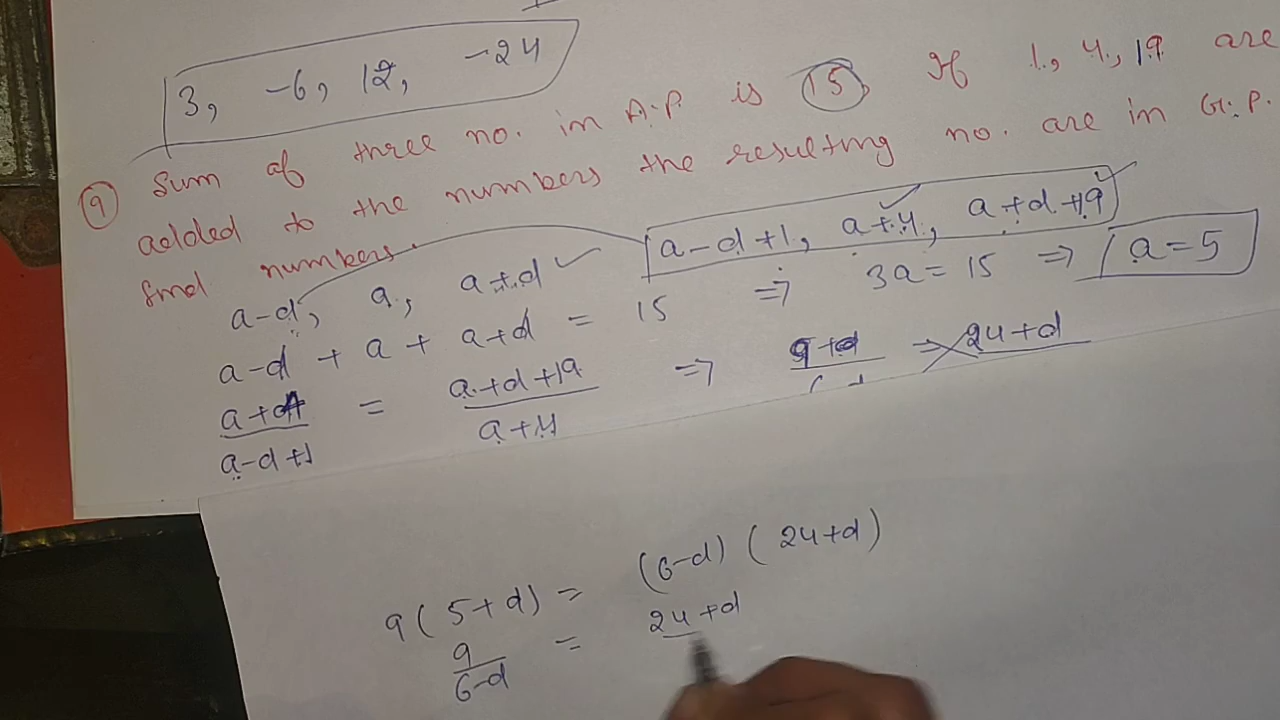 3, -6, 12, -24
9 Sum of three no. in A.P is 15, If 1, 4, 19 are
added to the numbers the resulting no. are in G.P.
find numbers.
a-d, a, a+d a-d+1, a+4, a+d+19
a-d + a + a+d = 15 ⇒ 3a = 15 ⇒ a=5
a+4/a-d+1 = a+d+19/a+4 ⇒ 9+d ⇒ 24+d
9(5+d) = (6-d)(24+d)
9/6-d = 24+d